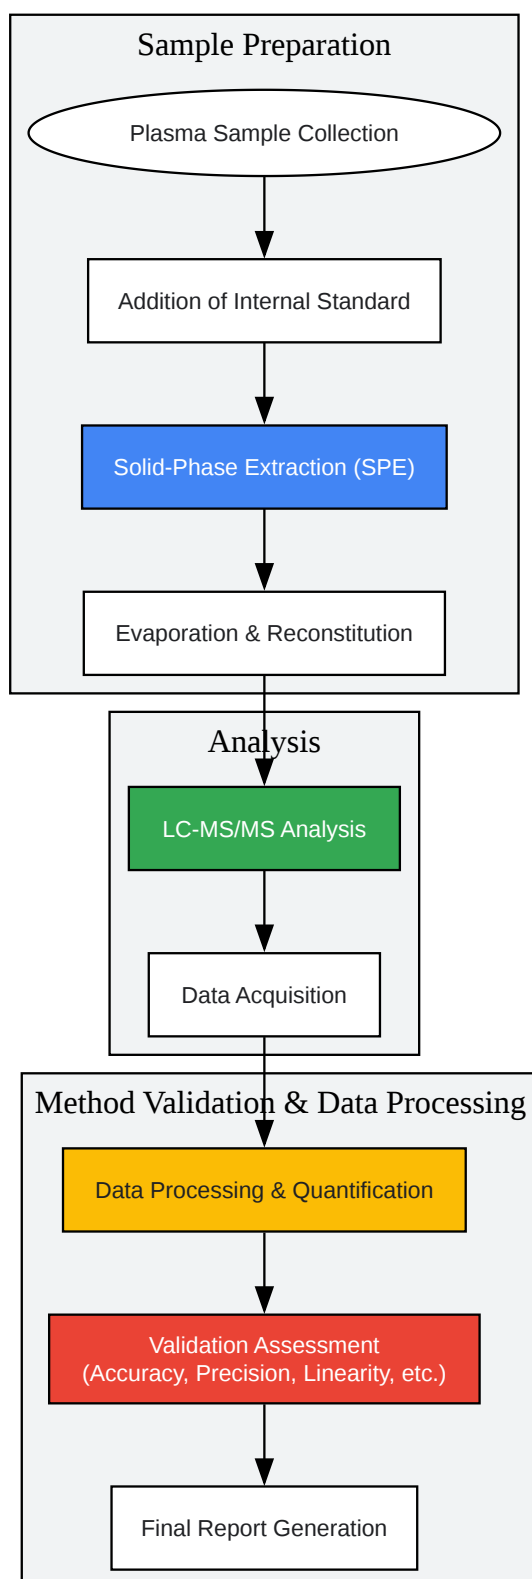 Sample Preparation
Plasma Sample Collection
Addition of Internal Standard
Solid-Phase Extraction (SPE)
Evaporation & Reconstitution
Analysis
LC-MS/MS Analysis
Data Acquisition
Method Validation & Data Processing
Data Processing & Quantification
Validation Assessment
(Accuracy, Precision, Linearity, etc.)
Final Report Generation